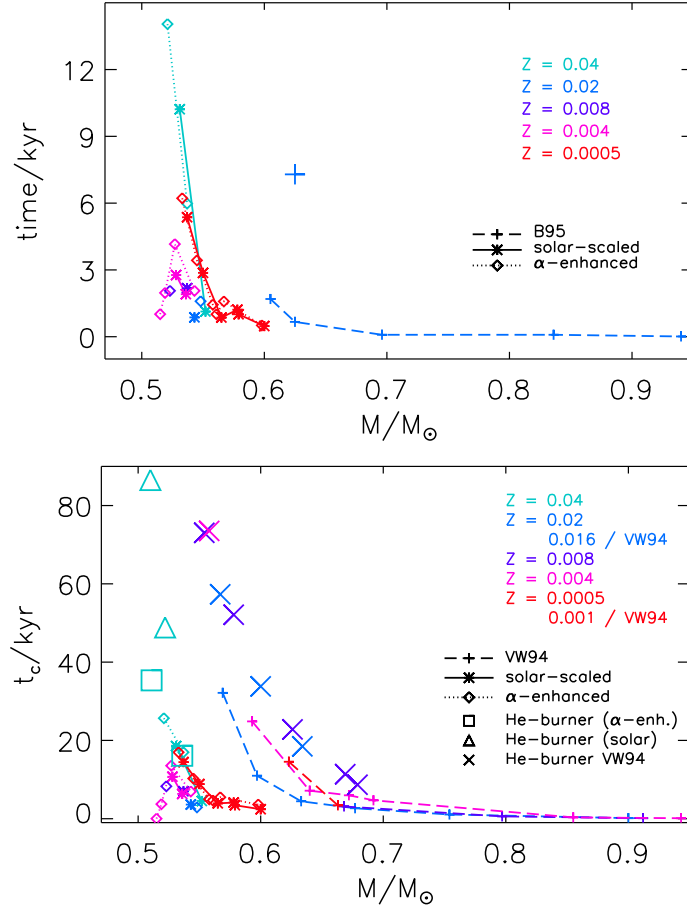 time/kyr
12
9
6
3
0
Z = 0.04
Z = 0.02
Z = 0.008
Z = 0.004
Z = 0.0005
B95
solar-scaled
α-enhanced
0.5 0.6 0.7 0.8 0.9
M/M☉
t_c/kyr
80
60
40
20
0
Z = 0.04
Z = 0.02
0.016 / VW94
Z = 0.008
Z = 0.004
Z = 0.0005
0.001 / VW94
VW94
solar-scaled
α-enhanced
He-burner (α-enh.)
He-burner (solar)
He-burner VW94
0.5 0.6 0.7 0.8 0.9
M/M☉